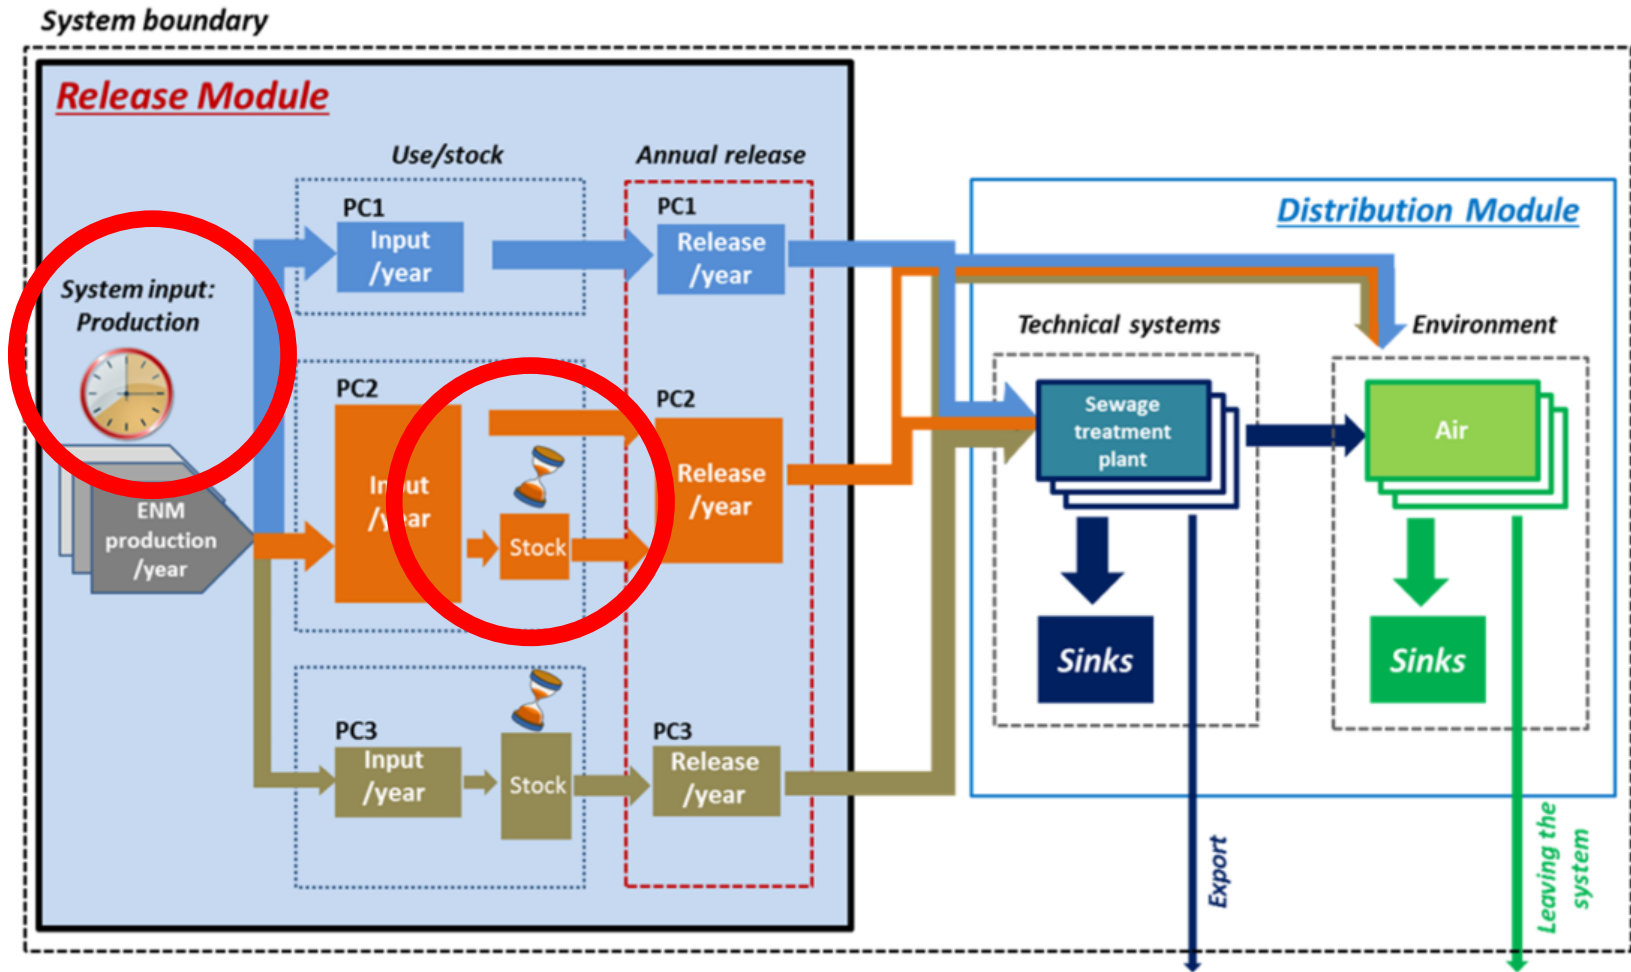 System boundary
Release Module
Use/stock
Annual release
PC1
Input
/year
PC1
Release
/year
System input:
Production
ENM
production
/year
PC2
Input
/year
Stock
PC2
Release
/year
PC3
Input
/year
Stock
PC3
Release
/year
Distribution Module
Technical systems
Environment
Sewage
treatment
plant
Air
Sinks
Sinks
Export
Leaving the
system